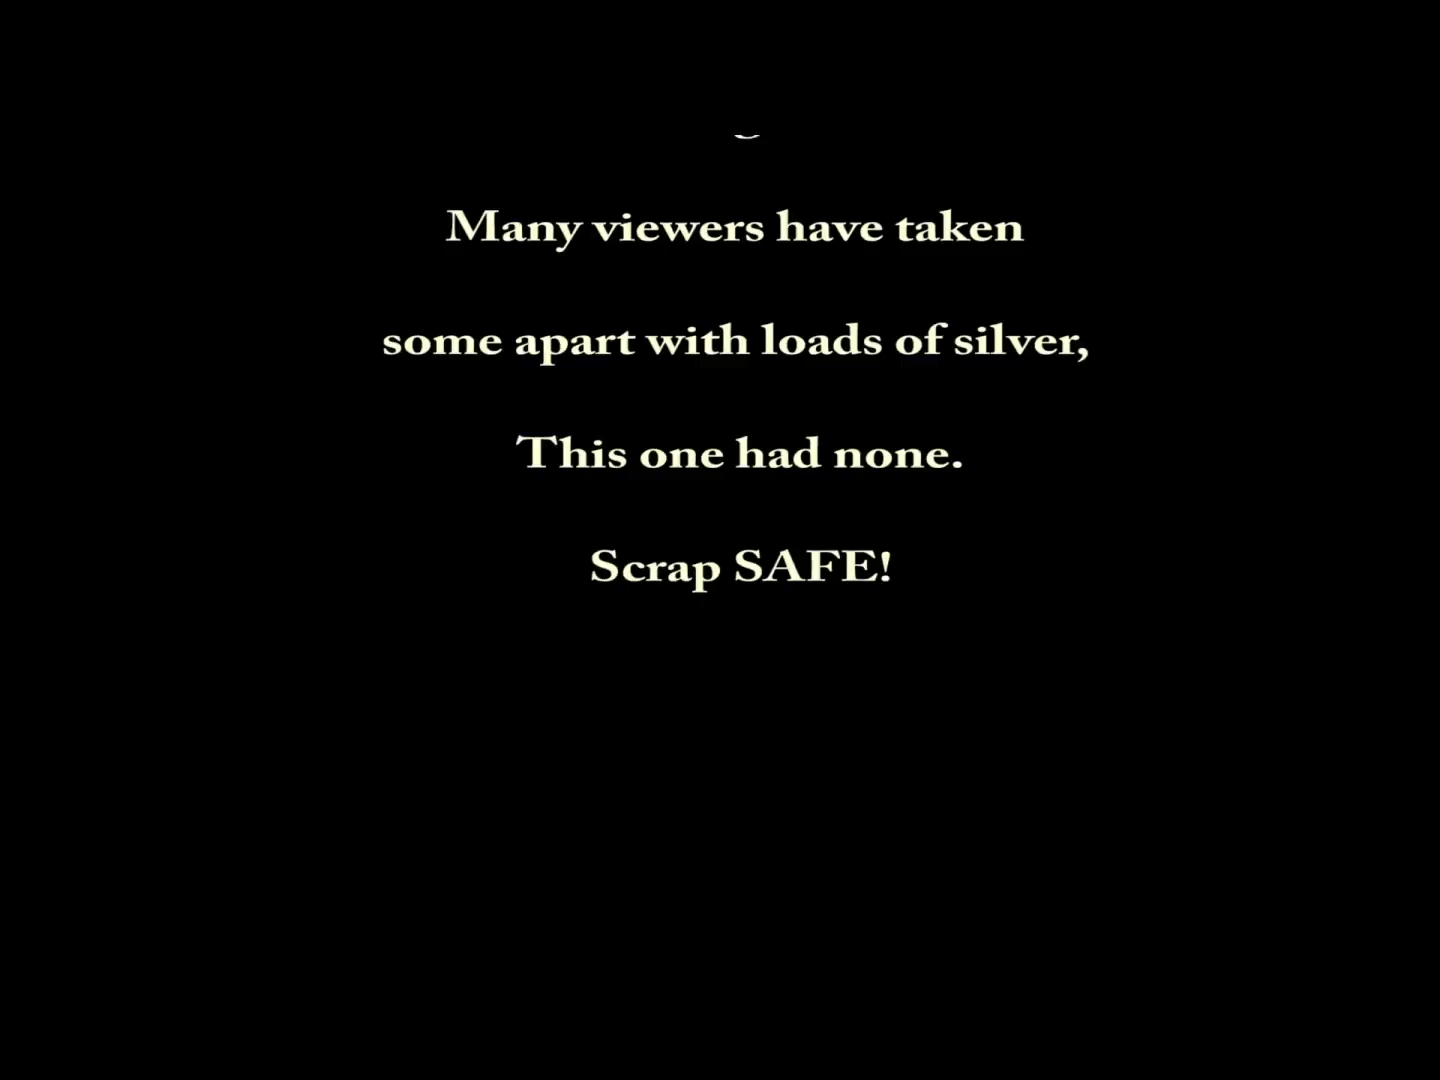 Many viewers have taken
some apart with loads of silver,
This one had none.
Scrap SAFE!